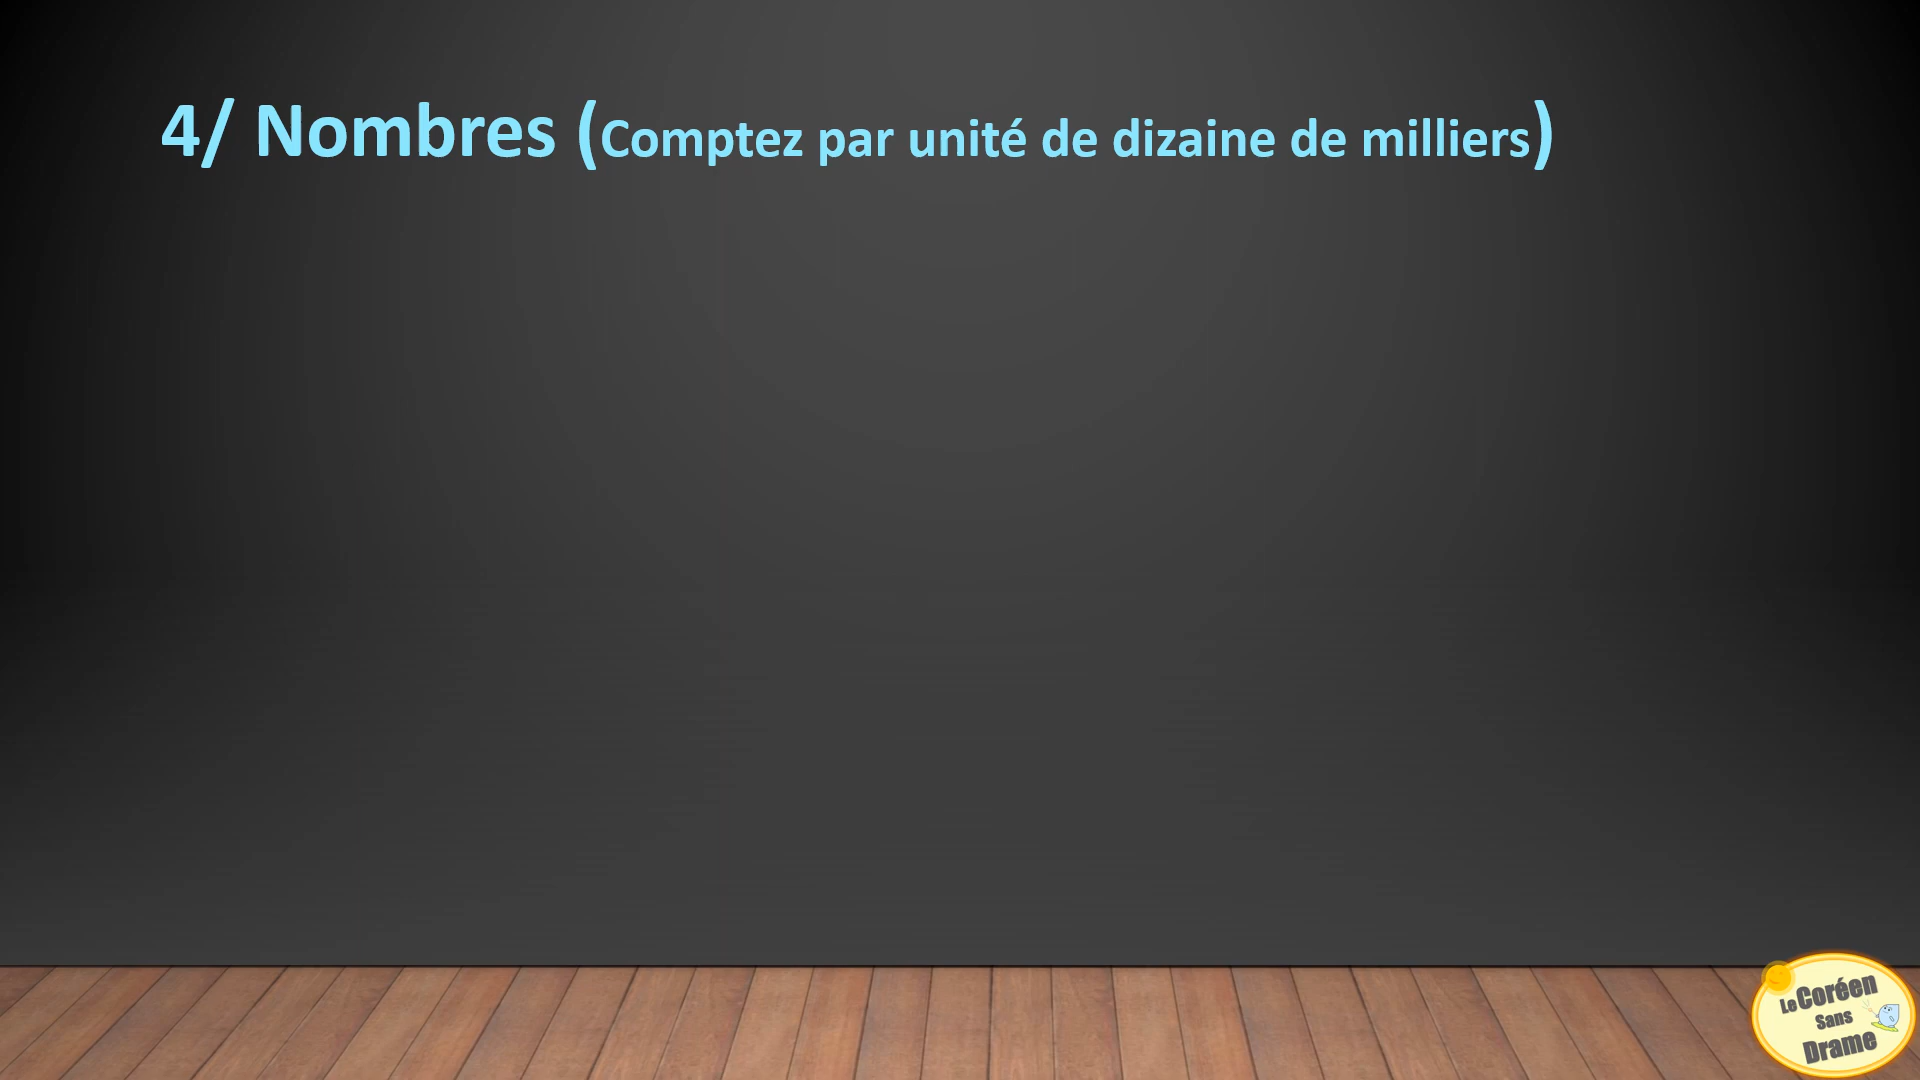 4/ Nombres (Comptez par unité de dizaine de milliers)
Le Coréen
Sans
Drame